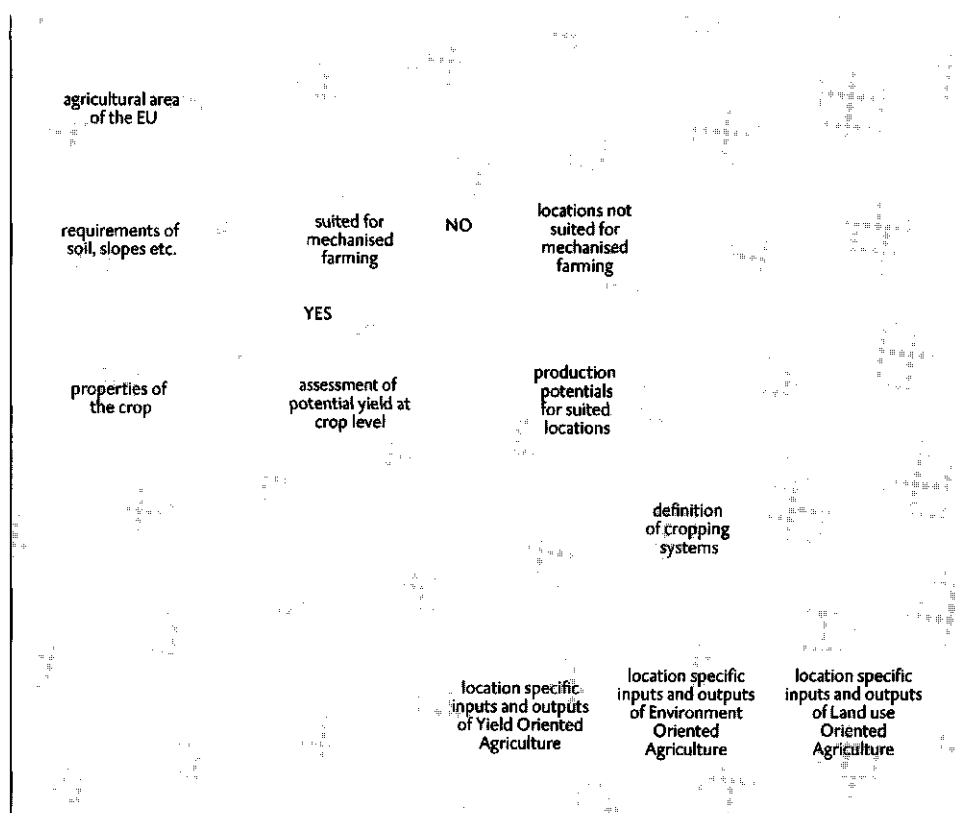 agricultural area
of the EU
requirements of
soil, slopes etc.
suited for
mechanised
farming
NO
locations not
suited for
mechanised
farming
YES
properties of
the crop
assessment of
potential yield at
crop level
production
potentials
for suited
locations
definition
of cropping
systems
location specific
inputs and outputs
of Yield Oriented
Agriculture
location specific
inputs and outputs
of Environment
Oriented
Agriculture
location specific
inputs and outputs
of Land use
Oriented
Agriculture